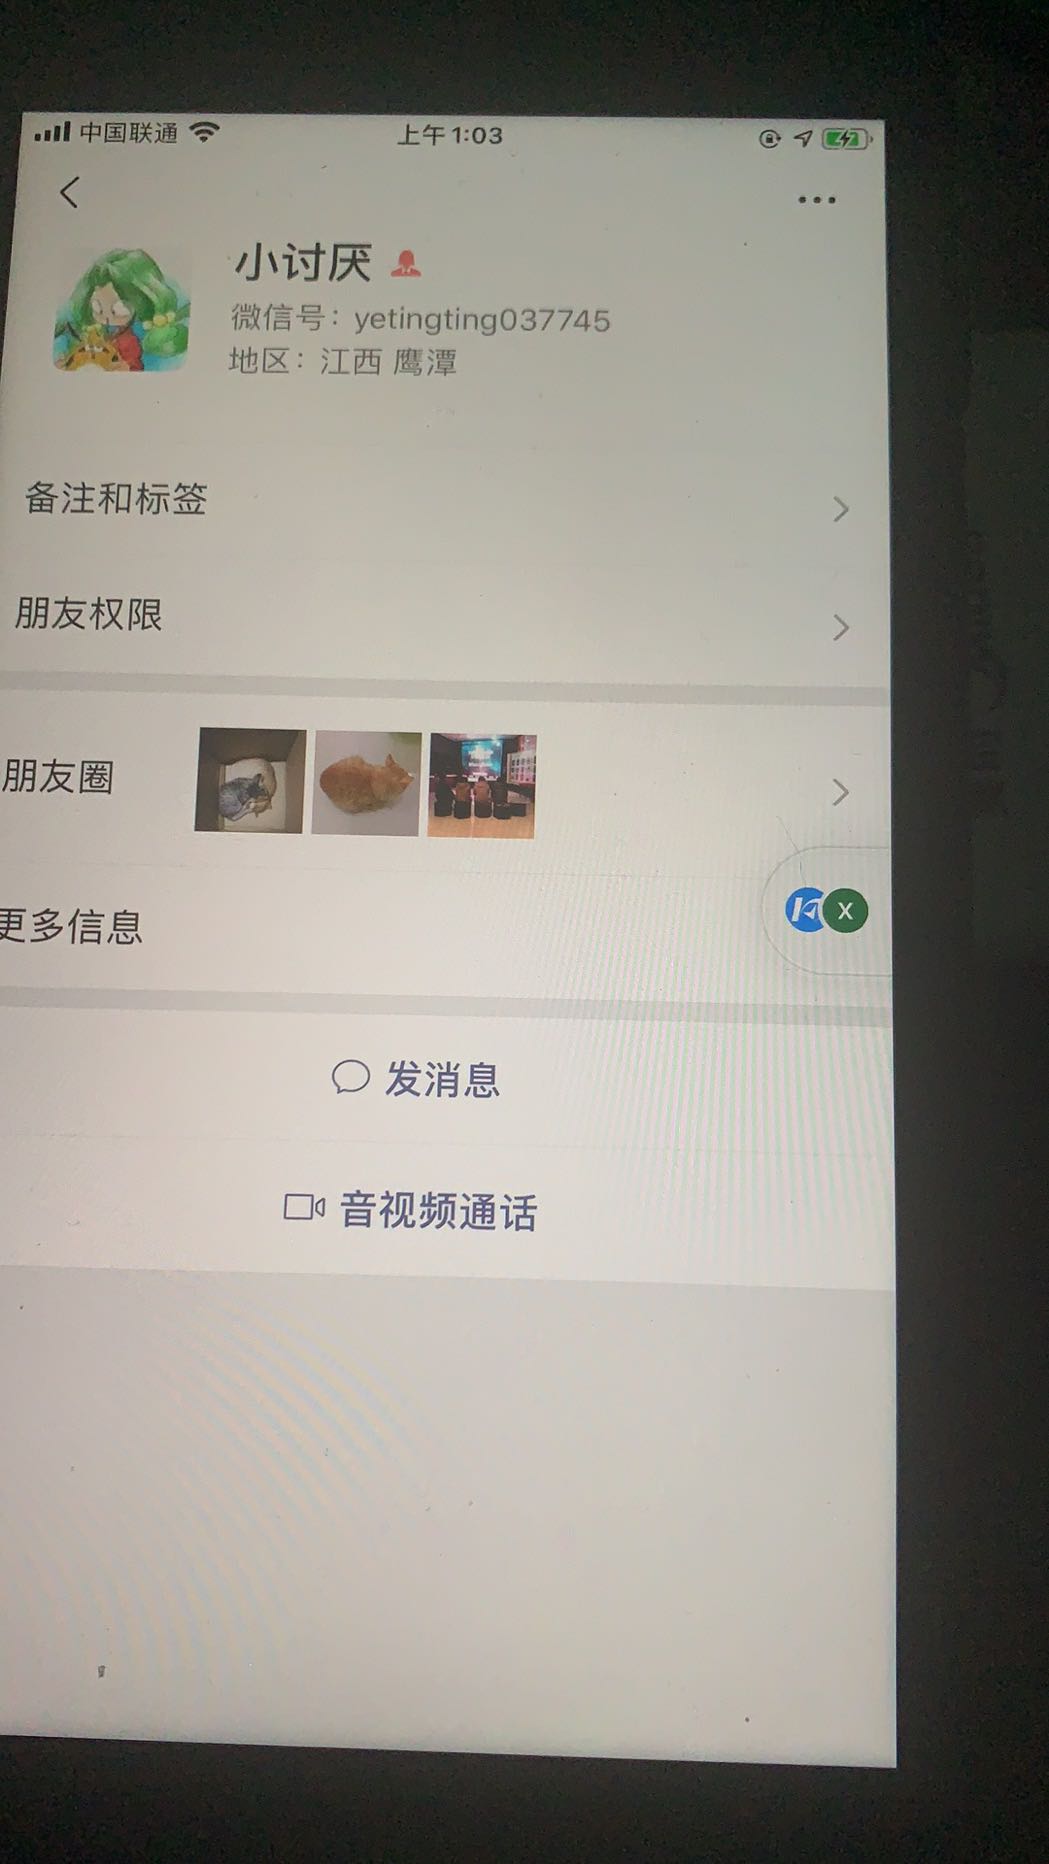 中国联通
上午1:03
小讨厌
微信号：yetingting037745
地区：江西 鹰潭
备注和标签
朋友权限
朋友圈
更多信息
X
发消息
音视频通话